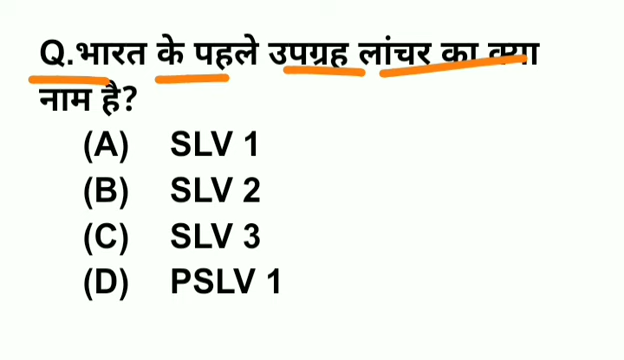 Q.भारत के पहले उपग्रह लांचर का क्या
नाम है?
(A) SLV 1
(B) SLV 2
(C) SLV 3
(D) PSLV 1